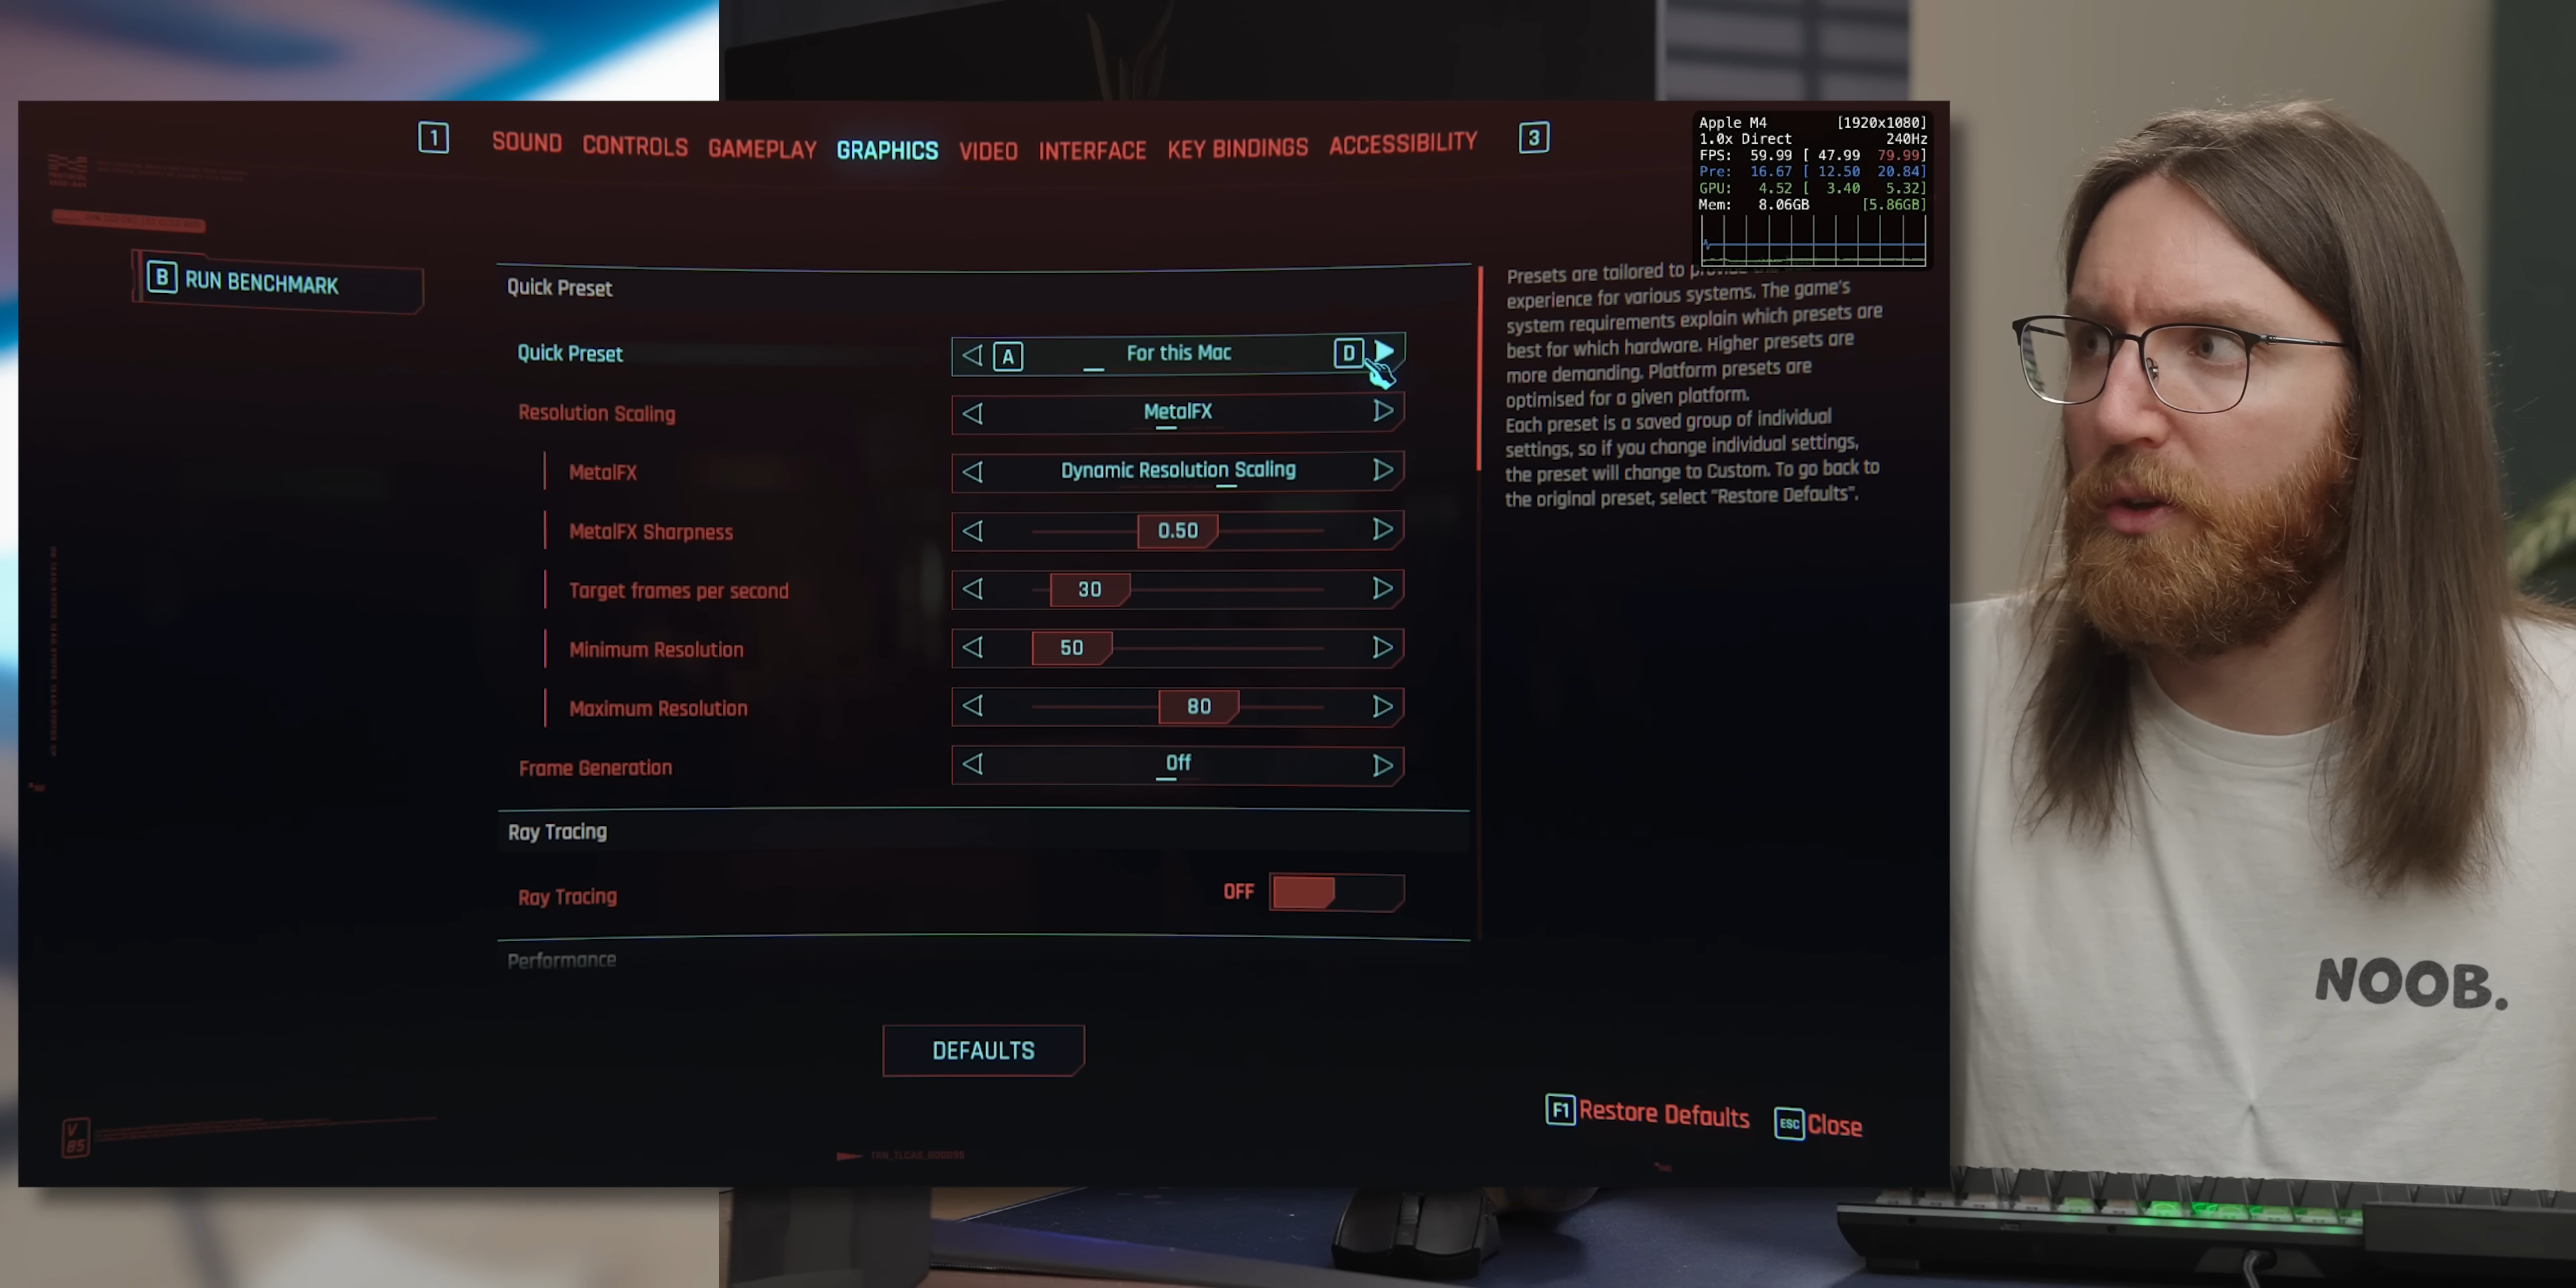 1 SOUND CONTROLS GAMEPLAY GRAPHICS VIDEO INTERFACE KEY BINDINGS ACCESSIBILITY 3
Apple M4 [1920x1080]
1.0x Direct 240Hz
FPS: 59.99 [ 47.99 79.99]
Pre: 16.67 [ 12.50 20.84]
GPU: 4.52 [ 3.40 5.32]
Mem: 8.06GB [5.86GB]
B RUN BENCHMARK
Quick Preset
Quick Preset A For this Mac D
Resolution Scaling MetalFX
MetalFX Dynamic Resolution Scaling
MetalFX Sharpness 0.50
Target frames per second 30
Minimum Resolution 50
Maximum Resolution 80
Frame Generation Off
Ray Tracing
Ray Tracing OFF
Performance
Presets are tailored to
experience for various systems. The game's
system requirements explain which presets are
best for which hardware. Higher presets are
more demanding. Platform presets are
optimised for a given platform.
Each preset is a saved group of individual
settings, so if you change individual settings,
the preset will change to Custom. To go back to
the original preset, select "Restore Defaults".
DEFAULTS
F1 Restore Defaults ESC Close
V
85
NOOB.